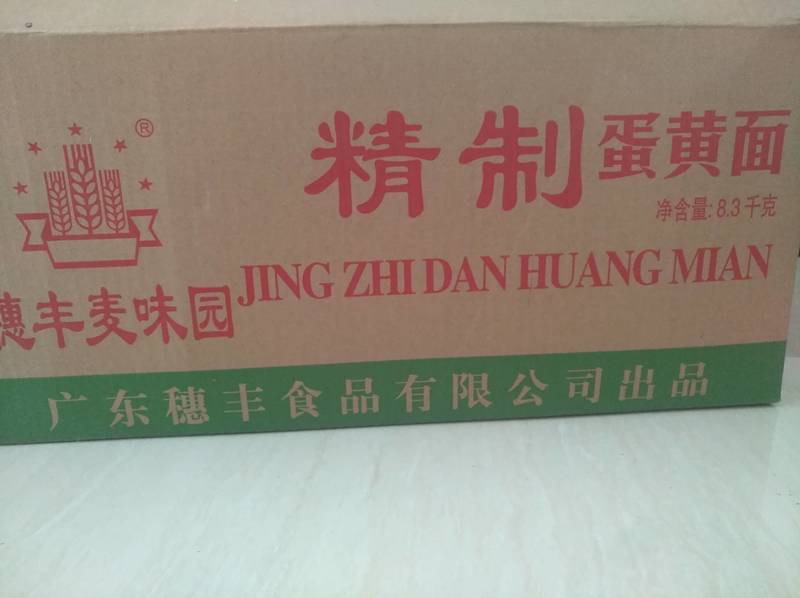 ®
精制蛋黄面
净含量:8.3千克
JING ZHI DAN HUANG MIAN
穗丰麦味园
广东穗丰食品有限公司出品